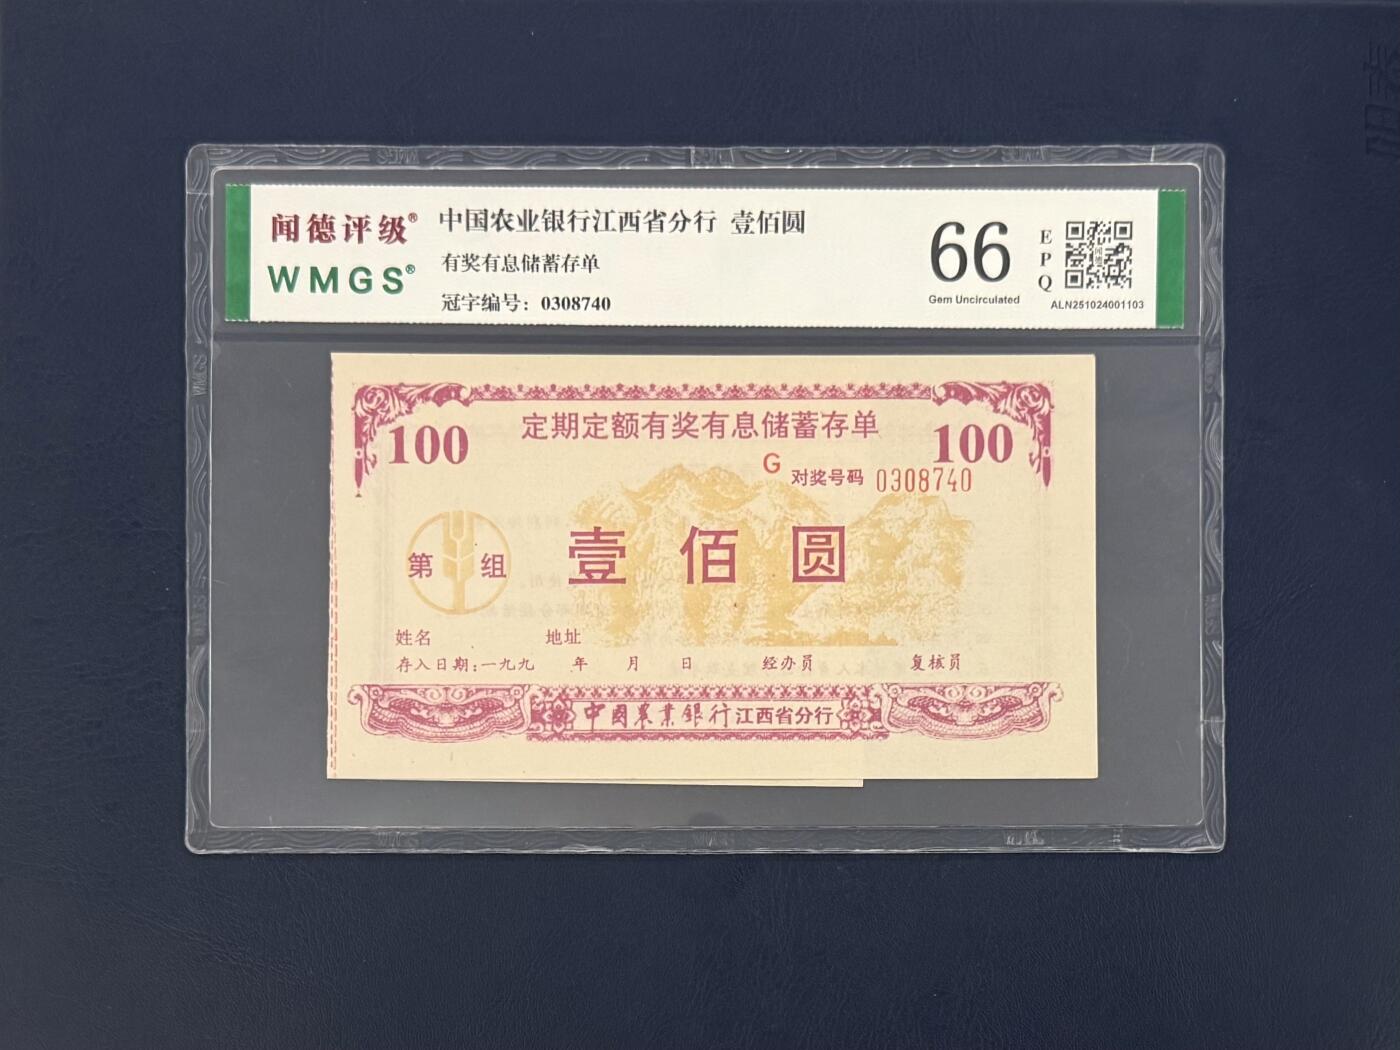 闻德评级®
WMGS®
中国农业银行江西省分行 壹佰圆
有奖有息储蓄存单
冠字编号：0308740
66
Gem Uncirculated
EPQ
ALN251024001103
定期定额有奖有息储蓄存单
100
100
G 对奖号码 0308740
第 组
壹佰圆
姓名 地址
存入日期:一九九 年 月 日 经办员 复核员
中國农業銀行江西省分行